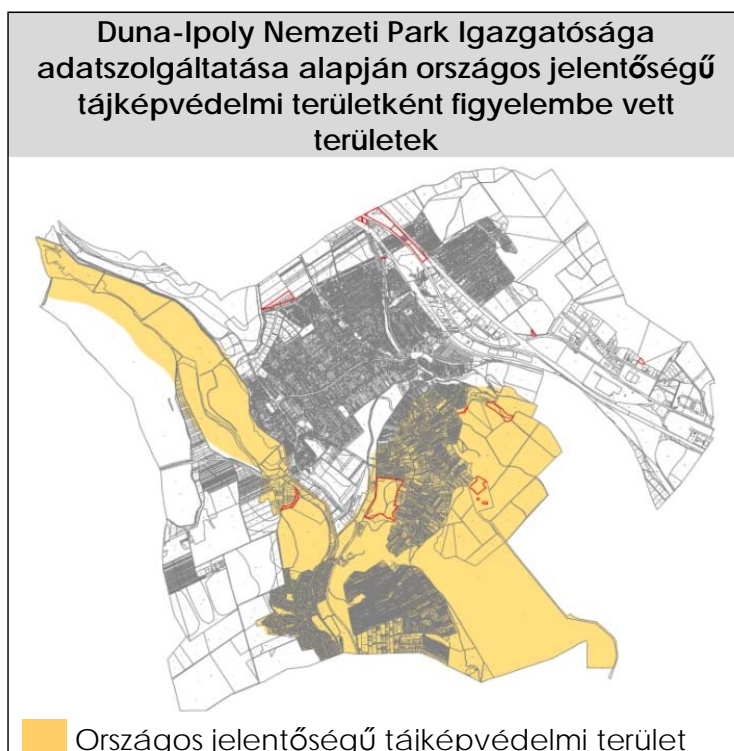 Duna-Ipoly Nemzeti Park Igazgatósága
adatszolgáltatása alapján országos jelentőségű
tájképvédelmi területként figyelembe vett
területek
Országos jelentőségű tájképvédelmi terület